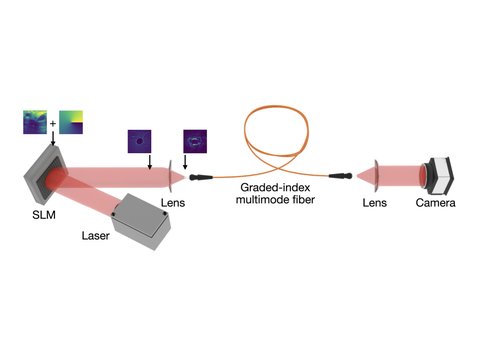 +
SLM
Laser
Lens
Graded-index
multimode fiber
Lens
Camera